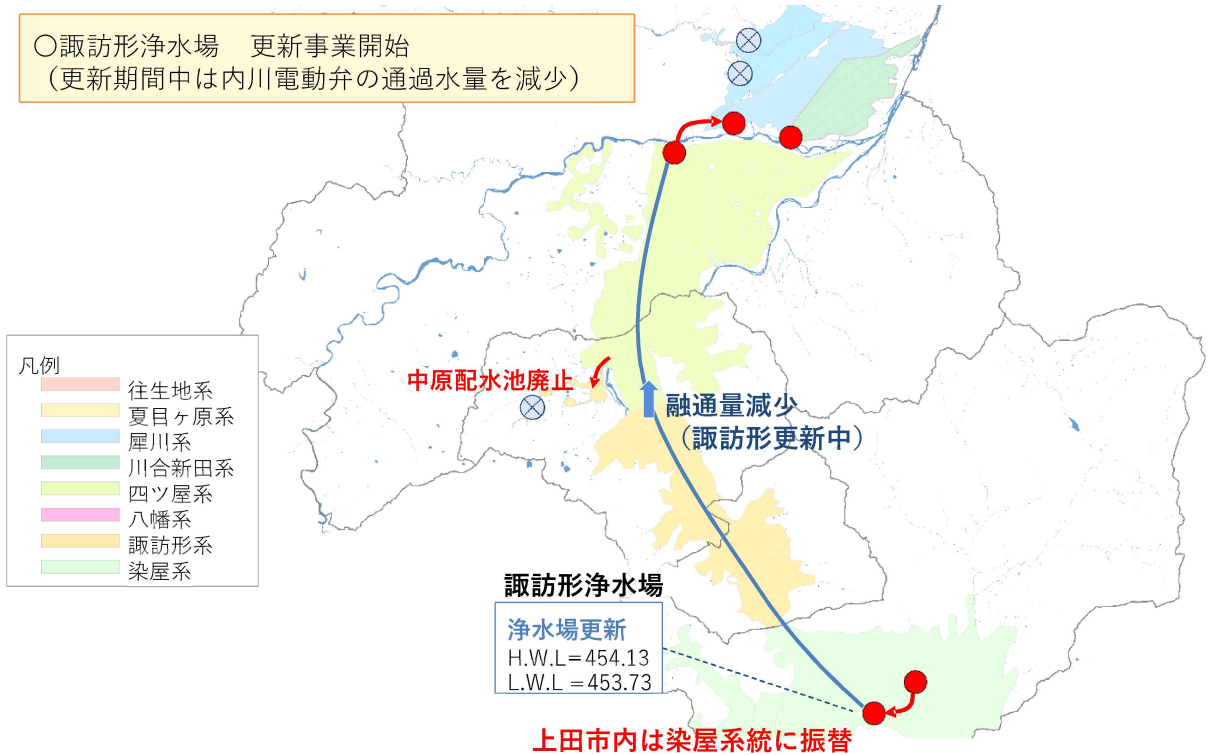 ○諏訪形浄水場 更新事業開始
（更新期間中は内川電動弁の通過水量を減少）
凡例
往生地系
夏目ヶ原系
犀川系
川合新田系
四ツ屋系
八幡系
諏訪形系
染屋系
中原配水池廃止
融通量減少
（諏訪形更新中）
諏訪形浄水場
浄水場更新
H.W.L=454.13
L.W.L =453.73
上田市内は染屋系統に振替